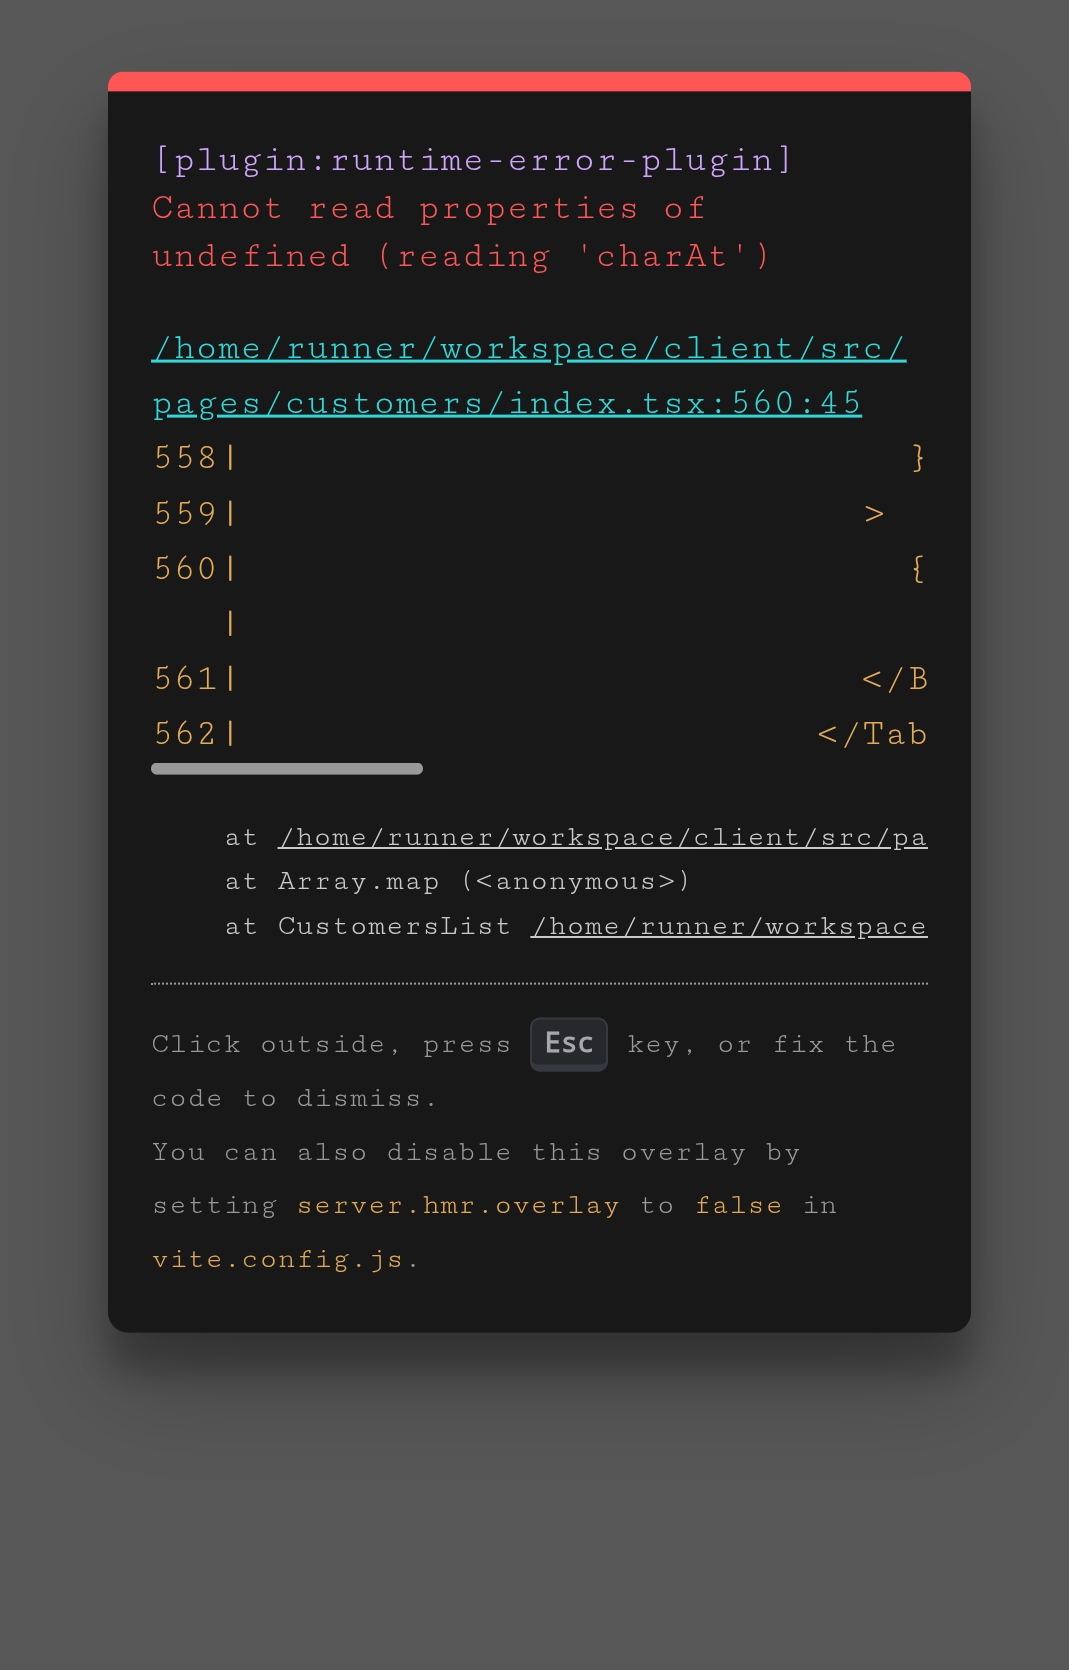 [plugin:runtime-error-plugin]
Cannot read properties of
undefined (reading 'charAt')
/home/runner/workspace/client/src/
pages/customers/index.tsx:560:45
558| }
559| >
560| {
|
561| </B
562| </Tab
at /home/runner/workspace/client/src/pa
at Array.map (<anonymous>)
at CustomersList /home/runner/workspace
Click outside, press Esc key, or fix the
code to dismiss.
You can also disable this overlay by
setting server.hmr.overlay to false in
vite.config.js.